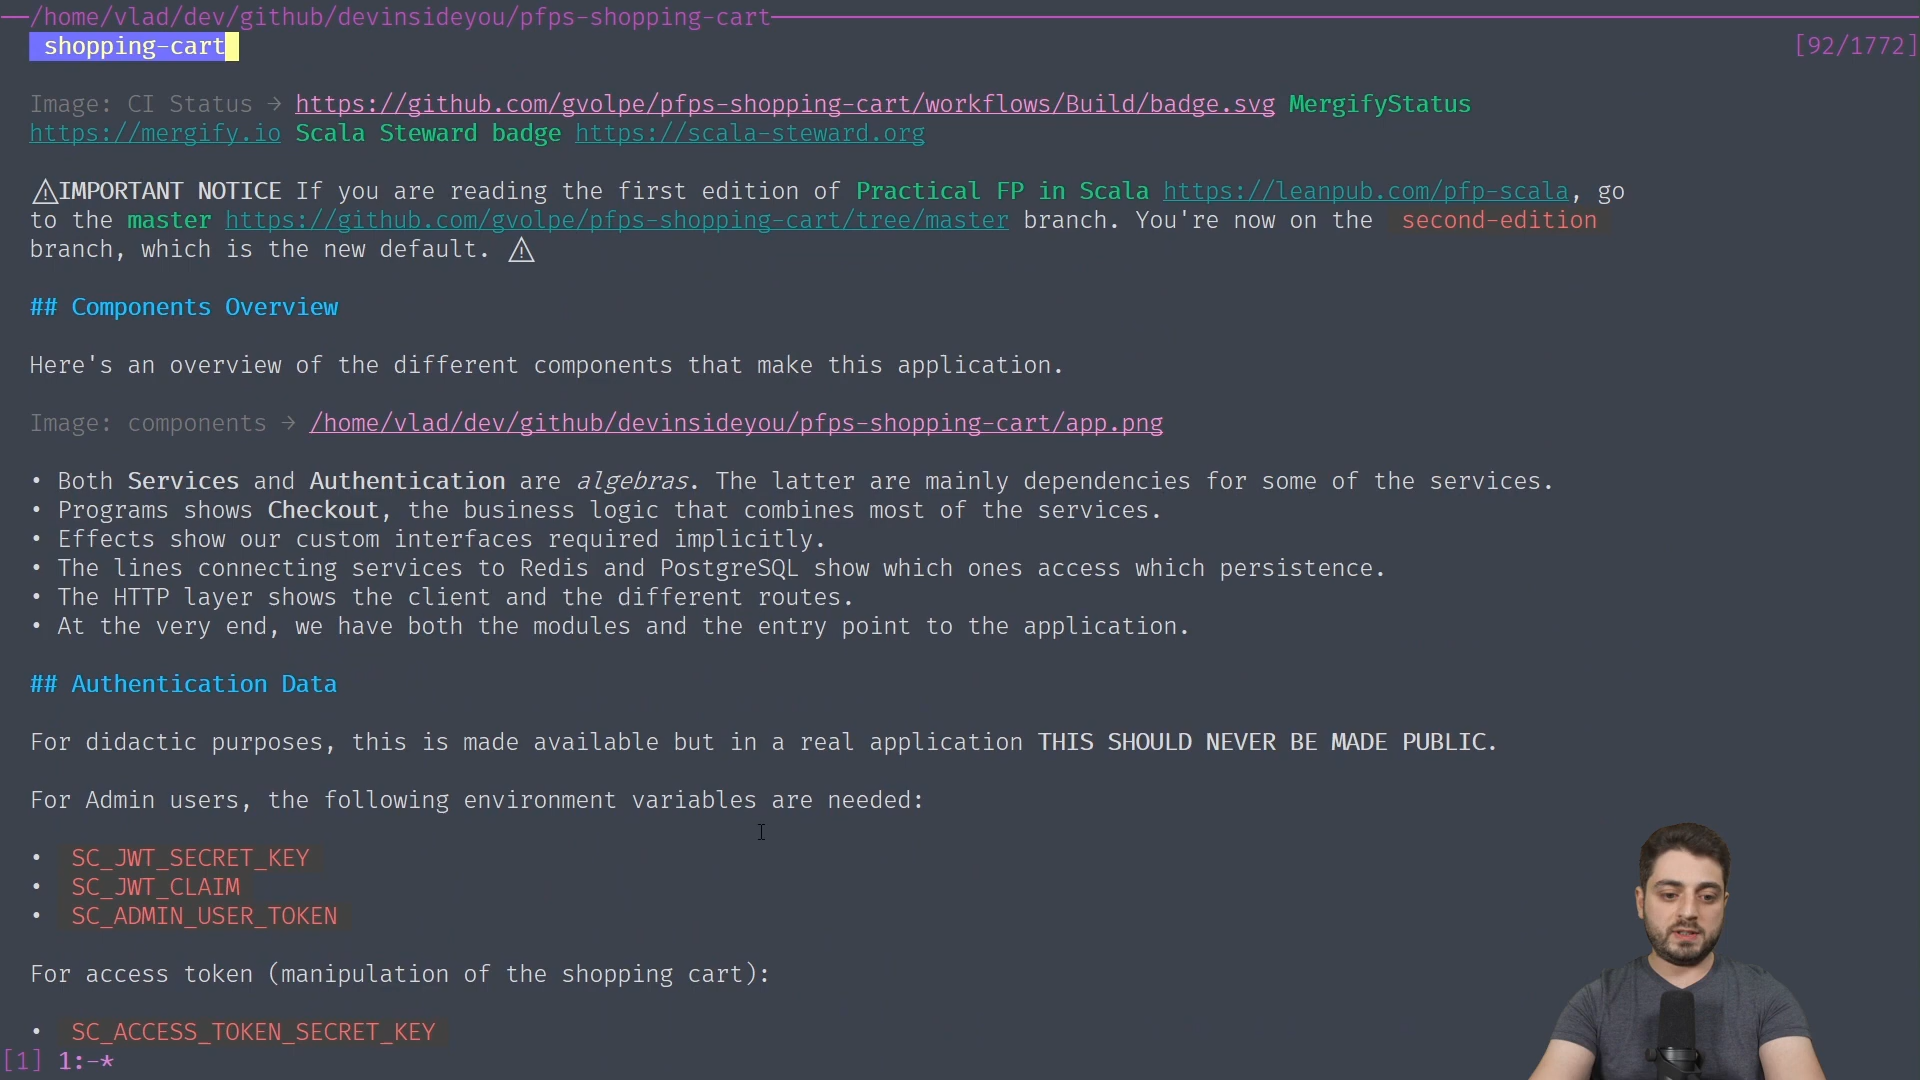 /home/vlad/dev/github/devinsideyou/pfps-shopping-cart
shopping-cart [92/1772]
Image: CI Status → https://github.com/gvolpe/pfps-shopping-cart/workflows/Build/badge.svg MergifyStatus
https://mergify.io Scala Steward badge https://scala-steward.org
⚠IMPORTANT NOTICE If you are reading the first edition of Practical FP in Scala https://leanpub.com/pfp-scala, go
to the master https://github.com/gvolpe/pfps-shopping-cart/tree/master branch. You're now on the second-edition
branch, which is the new default. ⚠
## Components Overview
Here's an overview of the different components that make this application.
Image: components → /home/vlad/dev/github/devinsideyou/pfps-shopping-cart/app.png
• Both Services and Authentication are algebras. The latter are mainly dependencies for some of the services.
• Programs shows Checkout, the business logic that combines most of the services.
• Effects show our custom interfaces required implicitly.
• The lines connecting services to Redis and PostgreSQL show which ones access which persistence.
• The HTTP layer shows the client and the different routes.
• At the very end, we have both the modules and the entry point to the application.
## Authentication Data
For didactic purposes, this is made available but in a real application THIS SHOULD NEVER BE MADE PUBLIC.
For Admin users, the following environment variables are needed:
• SC_JWT_SECRET_KEY
• SC_JWT_CLAIM
• SC_ADMIN_USER_TOKEN
For access token (manipulation of the shopping cart):
• SC_ACCESS_TOKEN_SECRET_KEY
[1] 1:-*